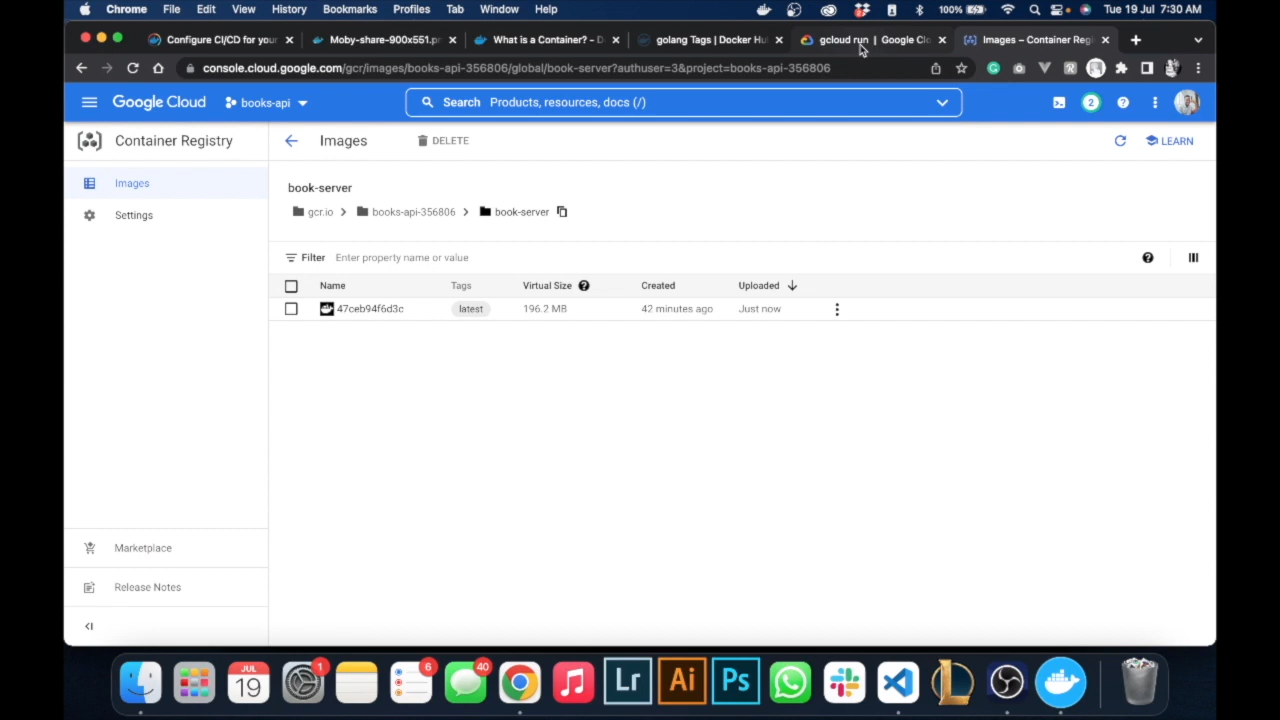 Chrome File Edit View History Bookmarks Profiles Tab Window Help 100% Tue 19 Jul 7:30 AM
Configure CI/CD for your Moby-share-900x551.pr What is a Container? – D golang Tags | Docker Hu gcloud run | Google Clo Images – Container Regi
console.cloud.google.com/gcr/images/books-api-356806/global/book-server?authuser=3&project=books-api-356806
Google Cloud books-api Search Products, resources, docs (/) 2
Container Registry Images DELETE LEARN
Images
Settings
book-server
gcr.io books-api-356806 book-server
Filter Enter property name or value
Name Tags Virtual Size Created Uploaded
47ceb94f6d3c latest 196.2 MB 42 minutes ago Just now
Marketplace
Release Notes
JUL
19
1
6
40
Lr
Ai
Ps